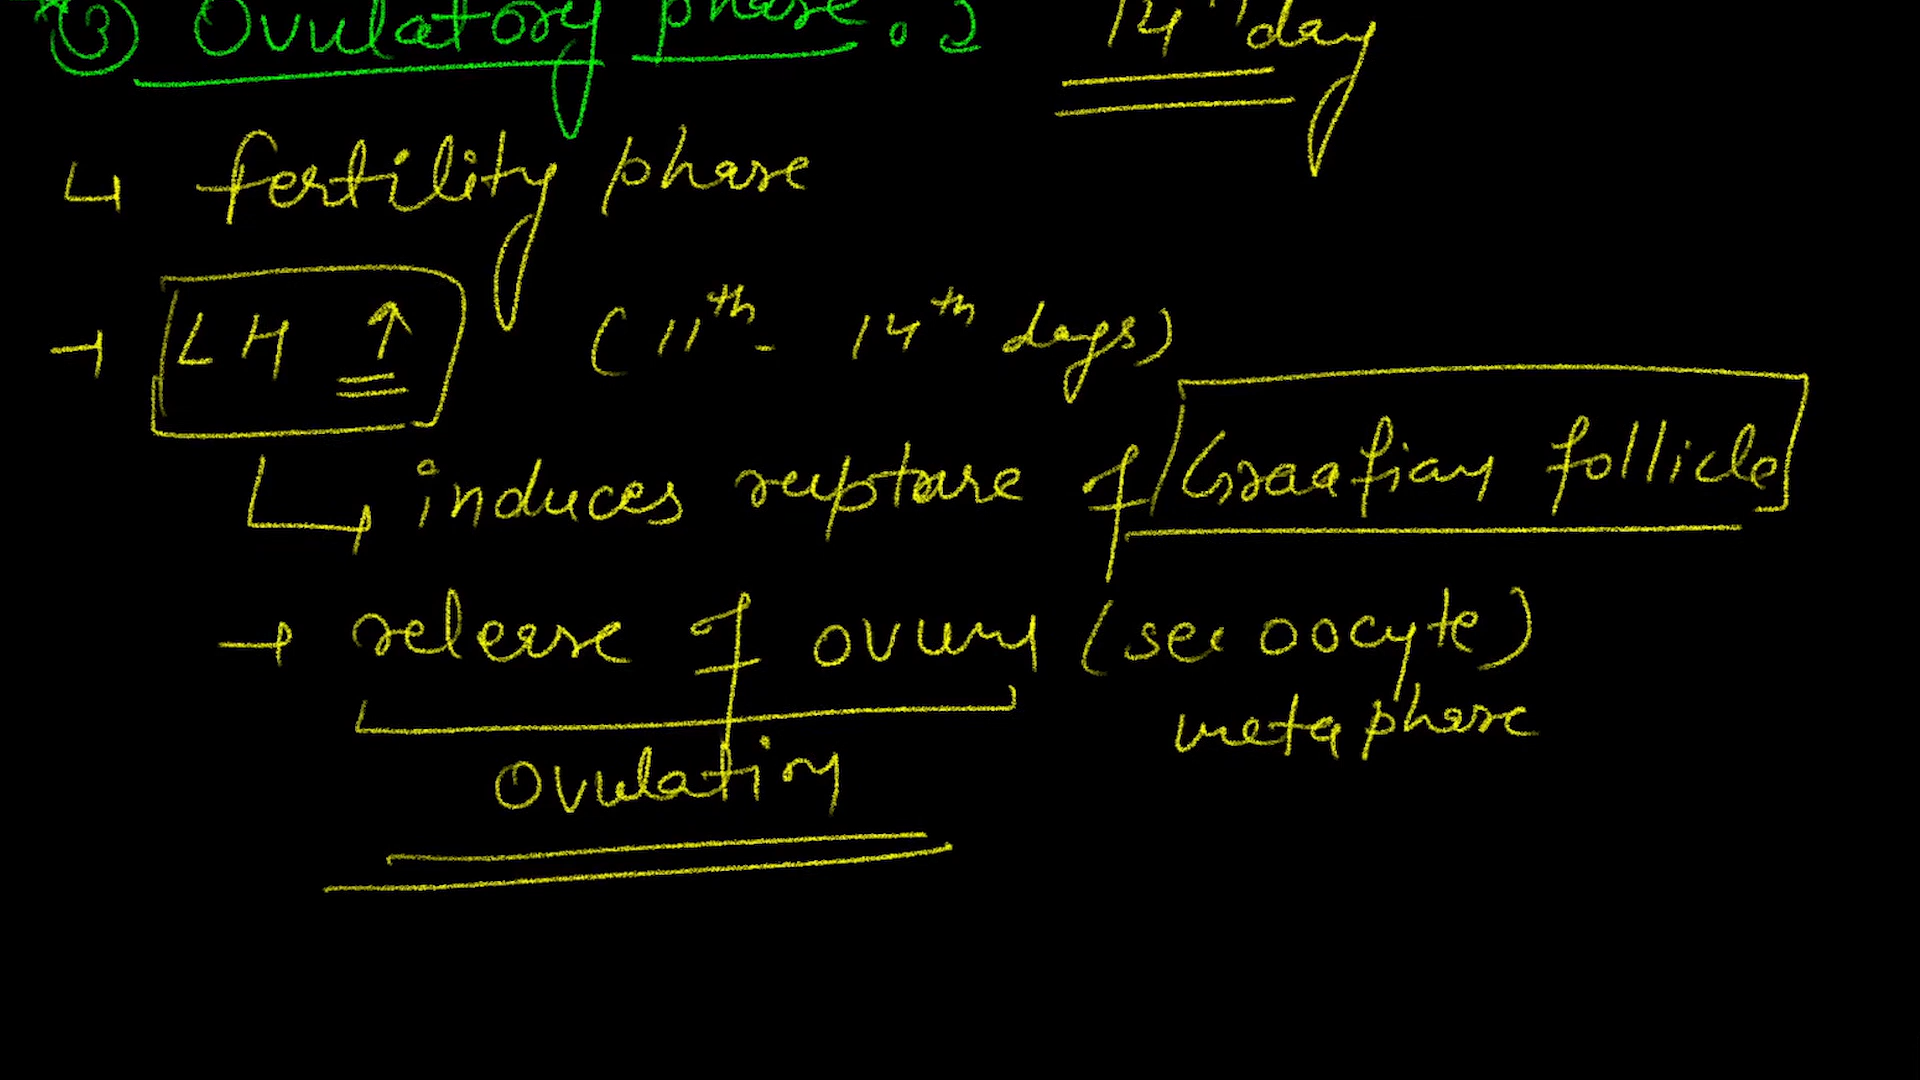 ③ Ovulatory phase : 14th day
↳ fertility phase
→ LH ↑ (11th - 14th days)
↳ induces rupture of Graafian follicle
→ release of ovum (sec oocyte)
metaphase
Ovulation